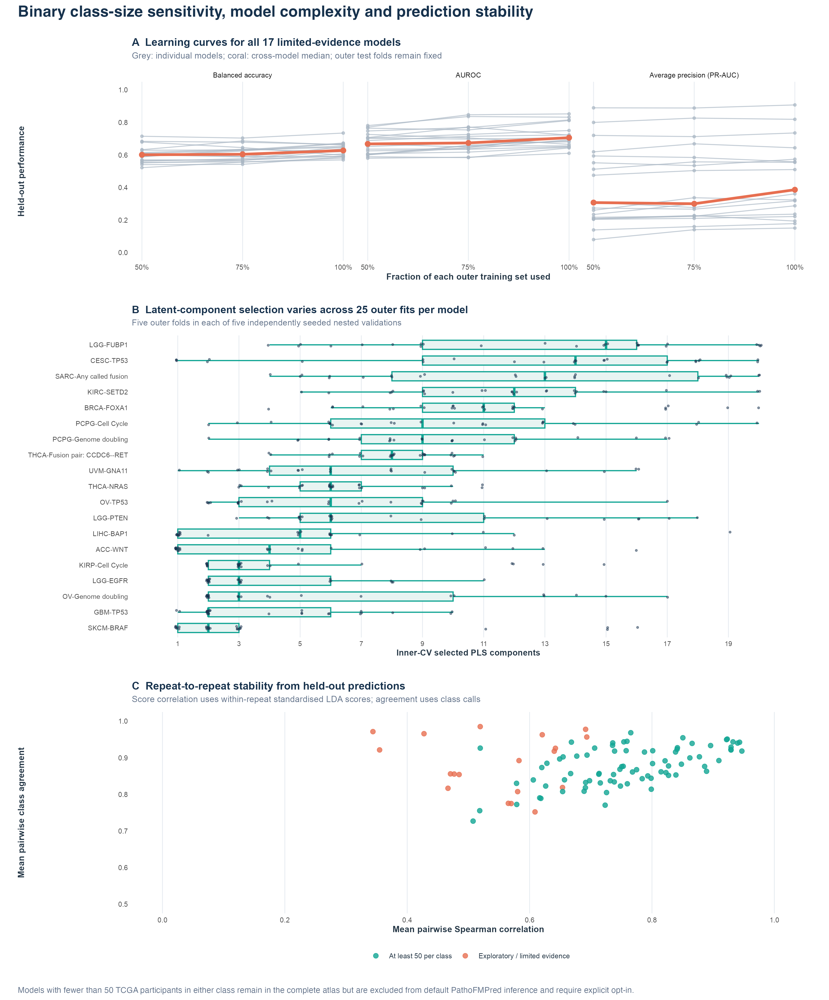 Binary class-size sensitivity, model complexity and prediction stability
A Learning curves for all 17 limited-evidence models
Grey: individual models; coral: cross-model median; outer test folds remain fixed
Balanced accuracy
AUROC
Average precision (PR-AUC)
Held-out performance
1.0
0.8
0.6
0.4
0.2
0.0
50%
75%
100%
50%
75%
100%
50%
75%
100%
Fraction of each outer training set used
B Latent-component selection varies across 25 outer fits per model
Five outer folds in each of five independently seeded nested validations
LGG-FUBP1
CESC-TP53
SARC-Any called fusion
KIRC-SETD2
BRCA-FOXA1
PCPG-Cell Cycle
PCPG-Genome doubling
THCA-Fusion pair: CCDC6--RET
UVM-GNA11
THCA-NRAS
OV-TP53
LGG-PTEN
LIHC-BAP1
ACC-WNT
KIRP-Cell Cycle
LGG-EGFR
OV-Genome doubling
GBM-TP53
SKCM-BRAF
1
3
5
7
9
11
13
15
17
19
Inner-CV selected PLS components
C Repeat-to-repeat stability from held-out predictions
Score correlation uses within-repeat standardised LDA scores; agreement uses class calls
Mean pairwise class agreement
1.0
0.9
0.8
0.7
0.6
0.5
0.0
0.2
0.4
0.6
0.8
1.0
Mean pairwise Spearman correlation
At least 50 per class
Exploratory / limited evidence
Models with fewer than 50 TCGA participants in either class remain in the complete atlas but are excluded from default PathoFMPred inference and require explicit opt-in.